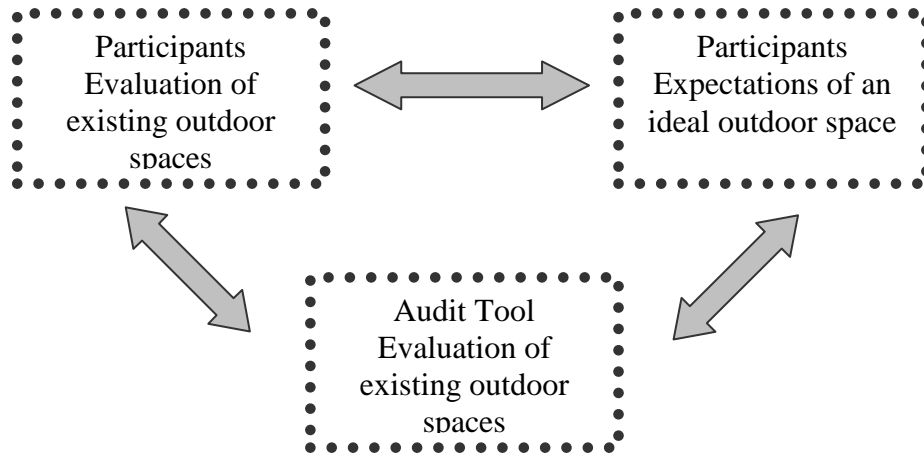 Participants
Evaluation of
existing outdoor
spaces
Participants
Expectations of an
ideal outdoor space
Audit Tool
Evaluation of
existing outdoor
spaces